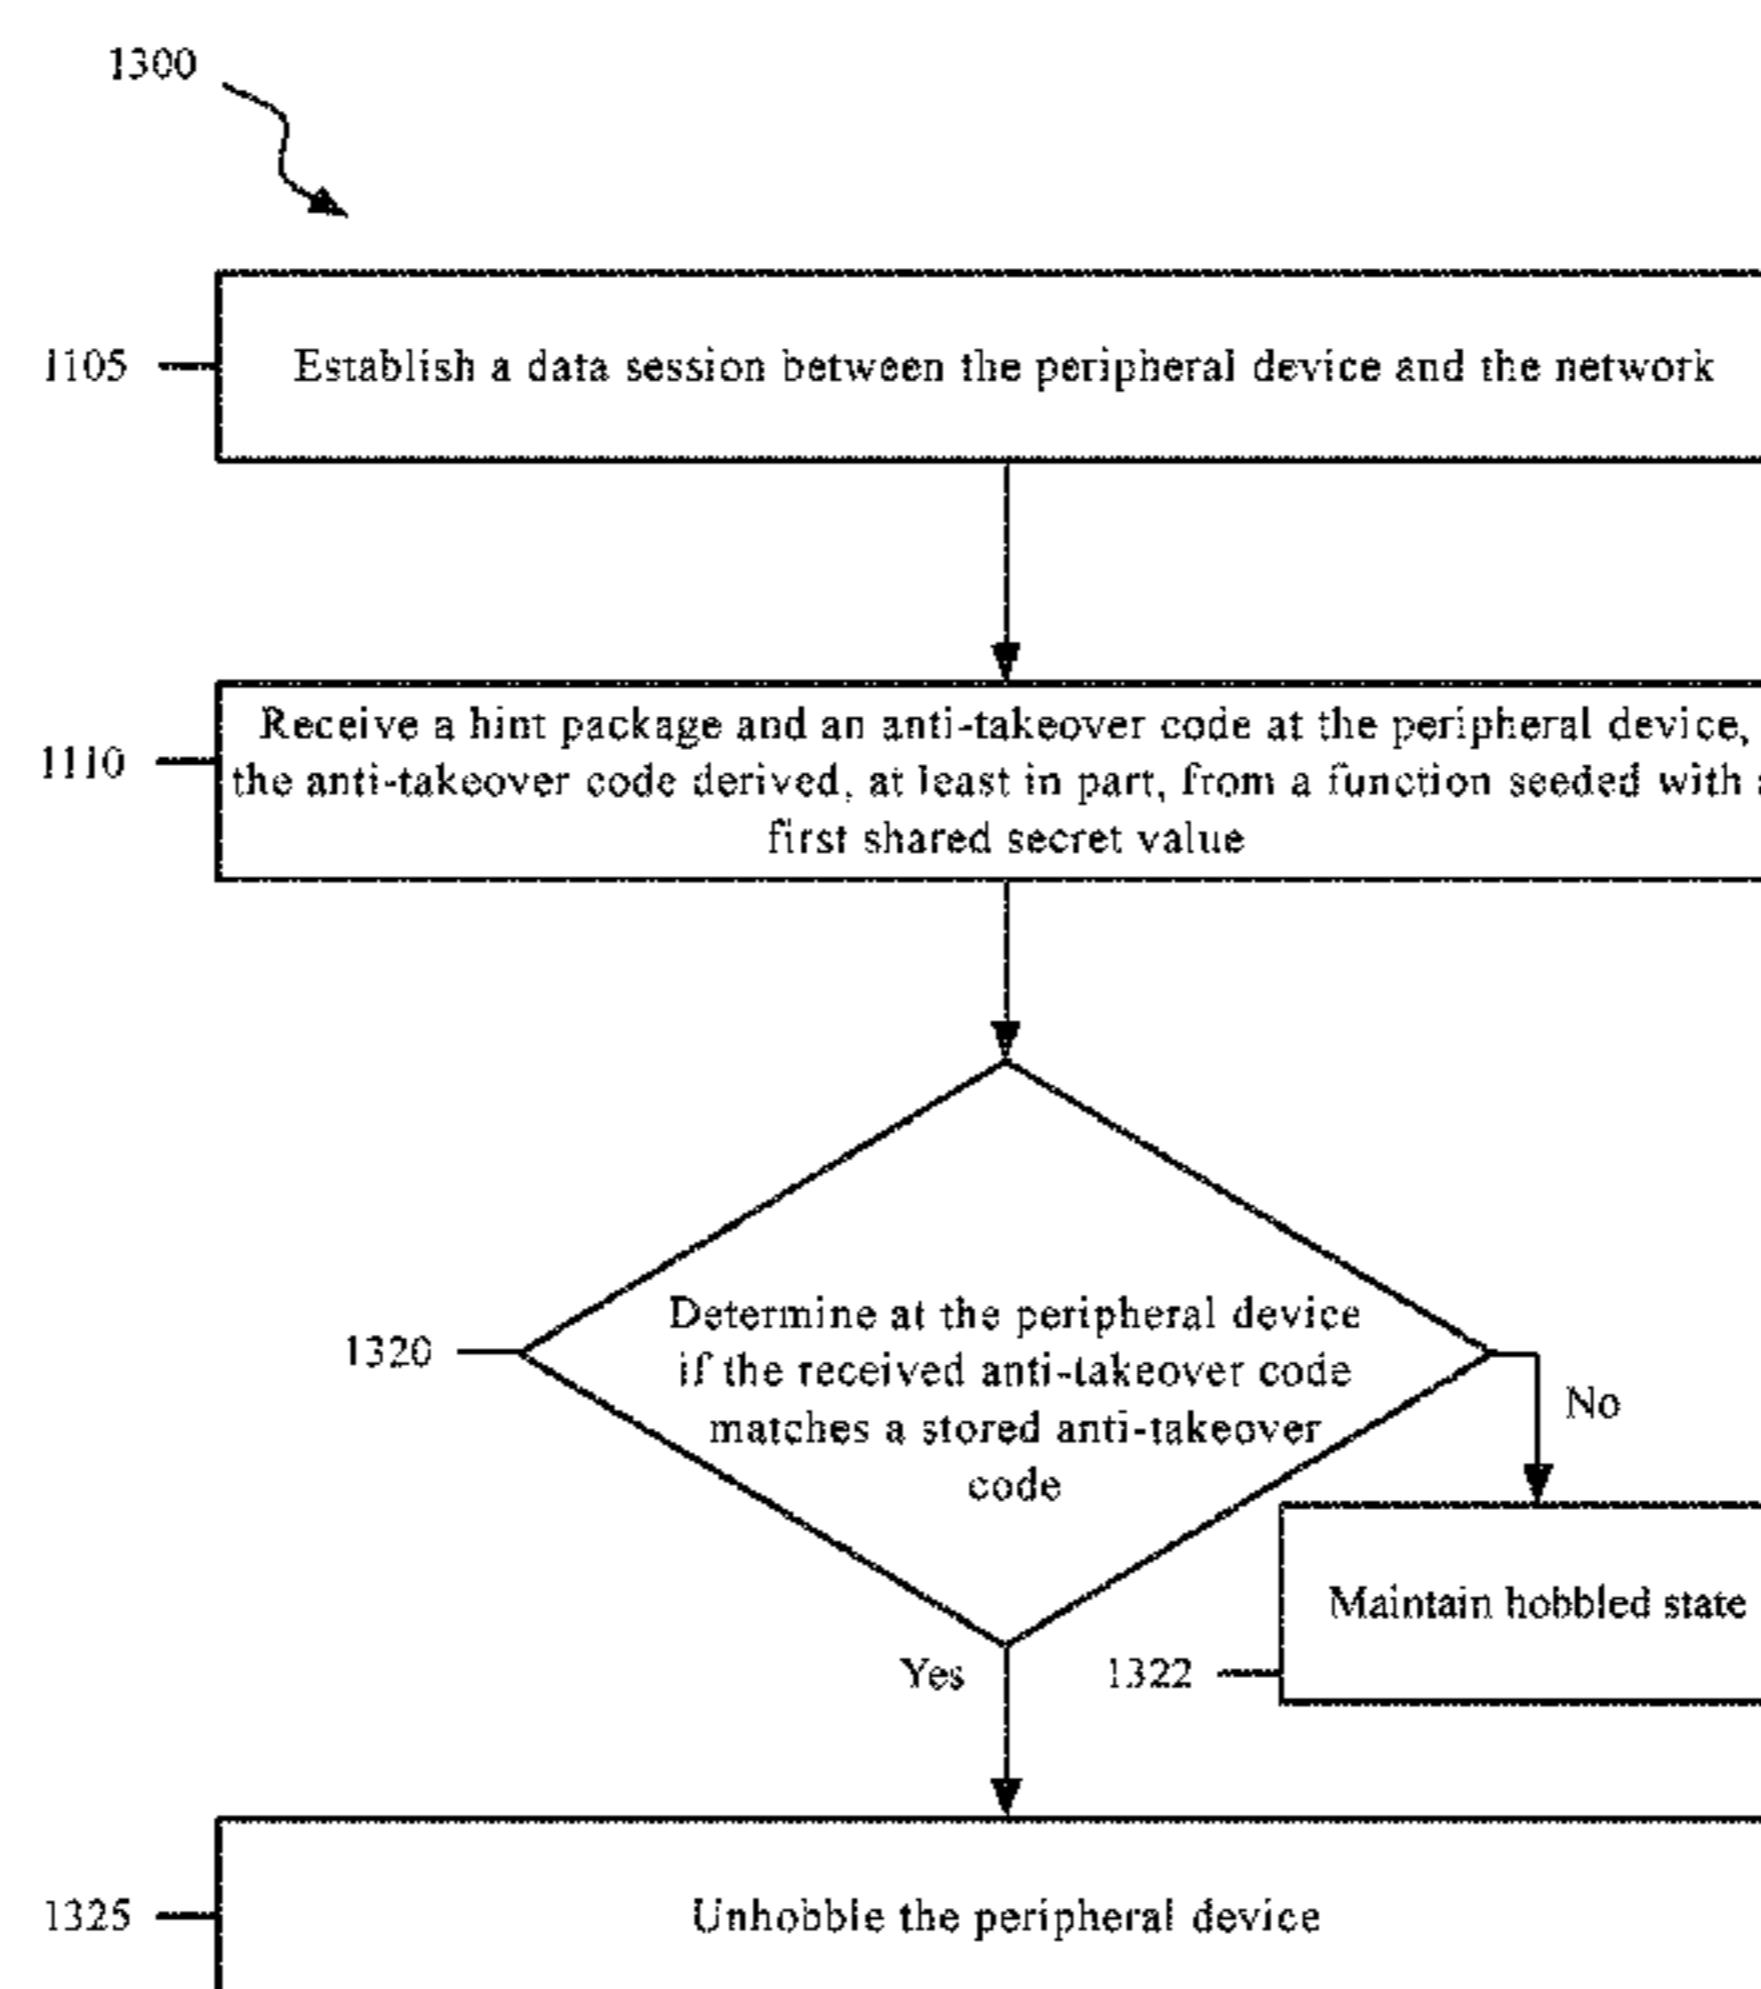 1300
1105
Establish a data session between the peripheral device and the network
Receive a hint package and an anti-takeover code at the peripheral device,
1110
the anti-takeover code derived, at least in part, from a function seeded with a
first shared secret value
Determine at the peripheral device
1320
if the received anti-takeover code
No
matches a stored anti-takeover
code
Maintain hobbled state
Yes
1322
1325
Unhobble the peripheral device